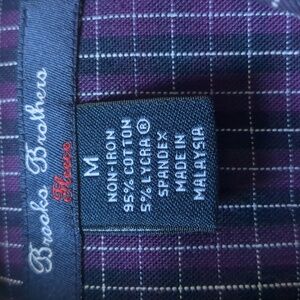 Brooks Brothers
Fleece
M
NON-IRON
95% COTTON
5% LYCRA®
SPANDEX
MADE IN
MALAYSIA